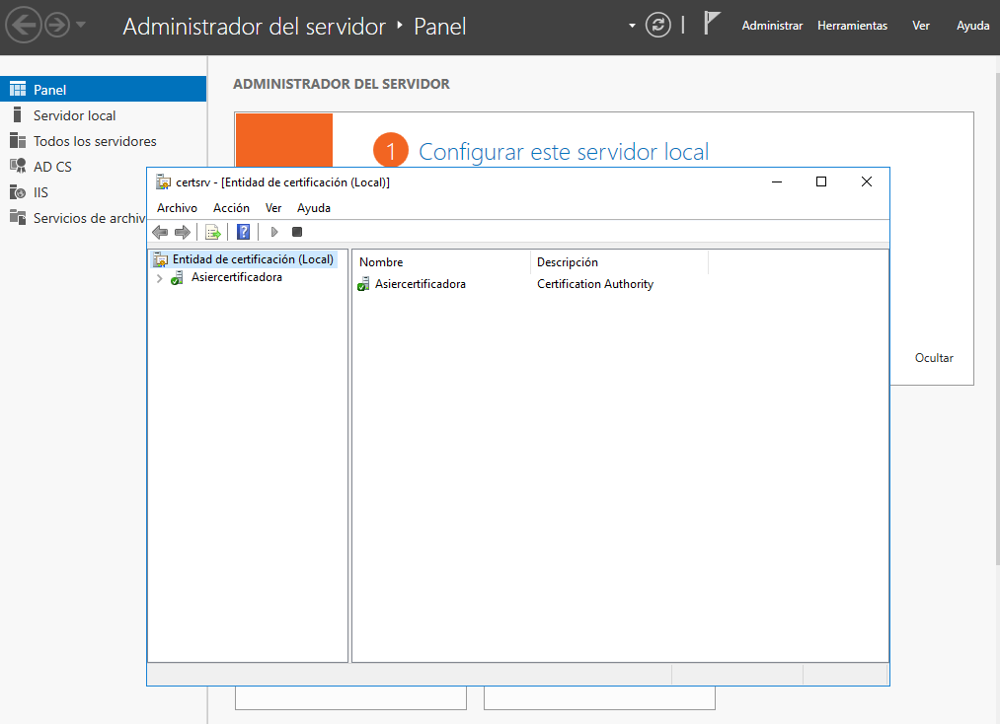 Administrador del servidor ‣ Panel
Administrar Herramientas Ver Ayuda
Panel
Servidor local
Todos los servidores
AD CS
IIS
Servicios de archiv
ADMINISTRADOR DEL SERVIDOR
1 Configurar este servidor local
certsrv - [Entidad de certificación (Local)]
Archivo Acción Ver Ayuda
Entidad de certificación (Local)
Asiercertificadora
Nombre Descripción
Asiercertificadora Certification Authority
Ocultar